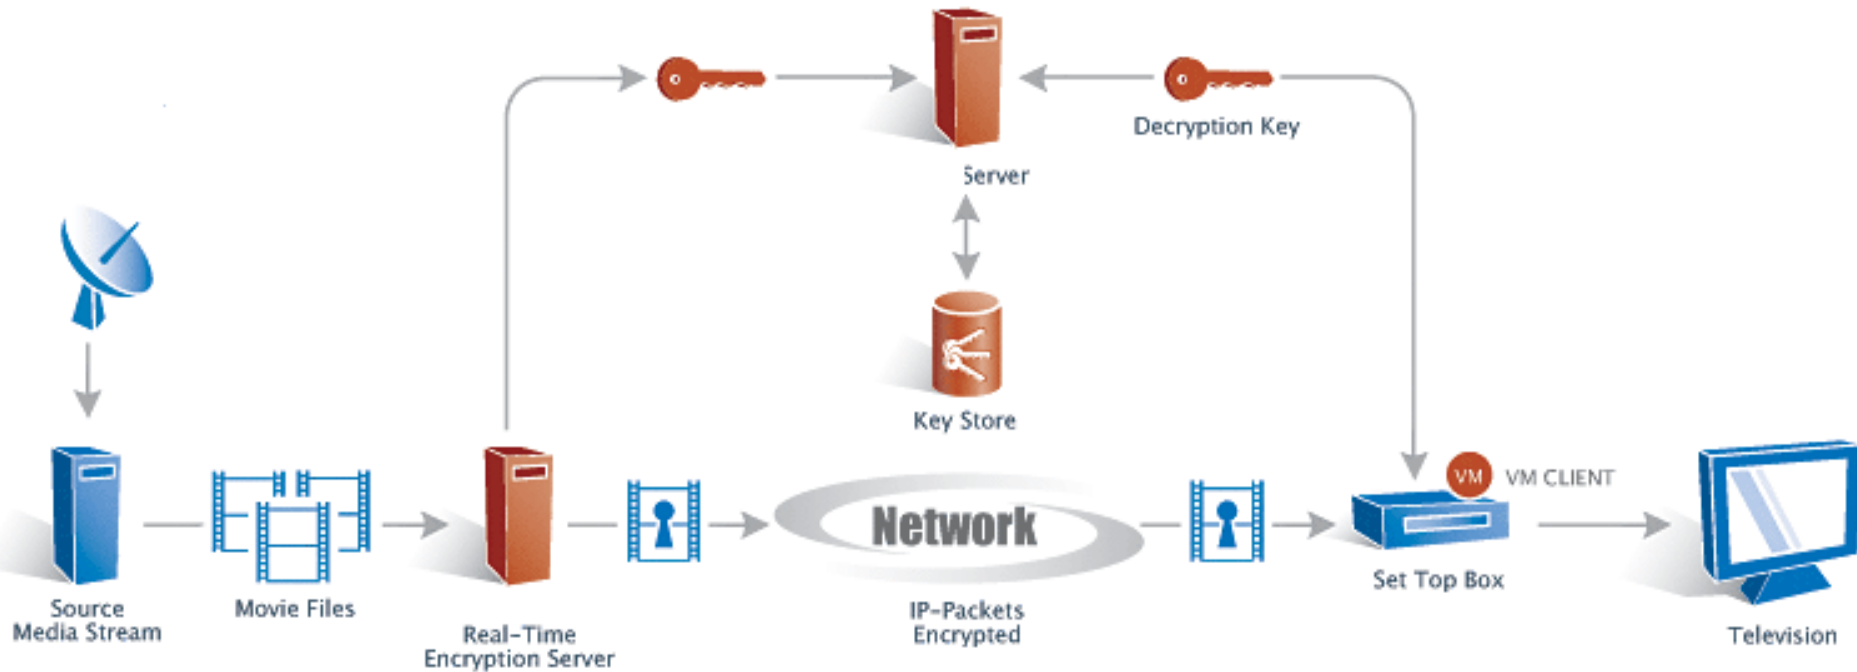 Decryption Key
Server
Key Store
VM
VM CLIENT
Network
Set Top Box
Source
Media Stream
Movie Files
Real-Time
Encryption Server
IP-Packets
Encrypted
Television